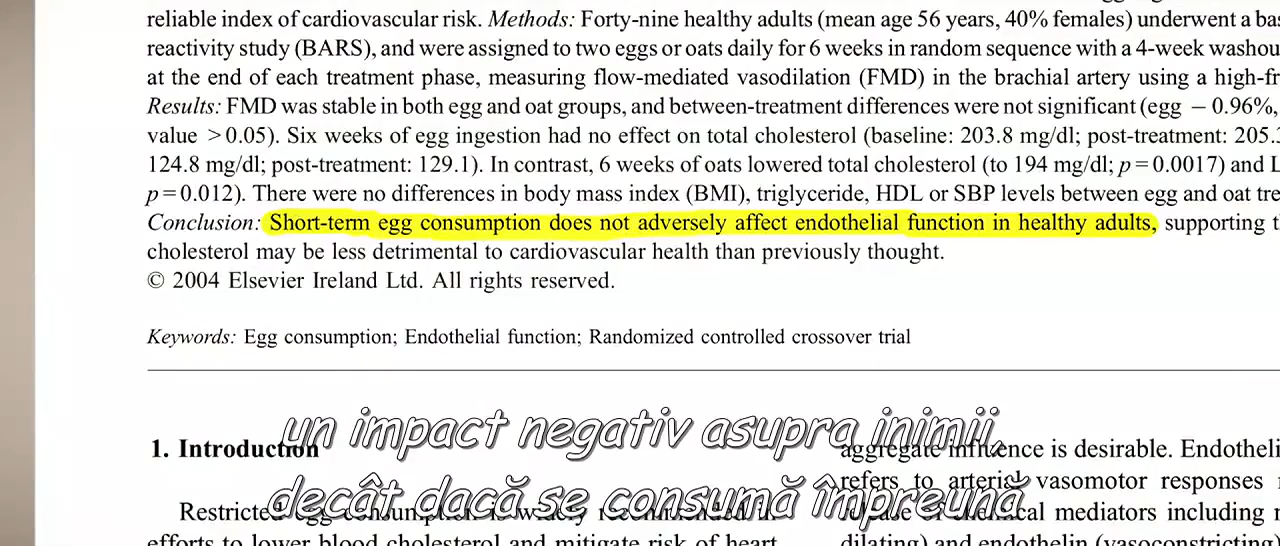 reliable index of cardiovascular risk. Methods: Forty-nine healthy adults (mean age 56 years, 40% females) underwent a
reactivity study (BARS), and were assigned to two eggs or oats daily for 6 weeks in random sequence with a 4-week
at the end of each treatment phase, measuring flow-mediated vasodilation (FMD) in the brachial artery using a
Results: FMD was stable in both egg and oat groups, and between-treatment differences were not significant (egg − 0.96%,
value >0.05). Six weeks of egg ingestion had no effect on total cholesterol (baseline: 203.8 mg/dl; post-treatment:
124.8 mg/dl; post-treatment: 129.1). In contrast, 6 weeks of oats lowered total cholesterol (to 194 mg/dl; p=0.0017) and
p=0.012). There were no differences in body mass index (BMI), triglyceride, HDL or SBP levels between egg and oat
Conclusion: Short-term egg consumption does not adversely affect endothelial function in healthy adults, supporting
cholesterol may be less detrimental to cardiovascular health than previously thought.
© 2004 Elsevier Ireland Ltd. All rights reserved.
Keywords: Egg consumption; Endothelial function; Randomized controlled crossover trial
1. Introduction
Restricted
efforts to lower blood cholesterol and mitigate risk of heart
aggregate influence is desirable.
refers to arterial vasomotor responses
chemical mediators including
dilating) and endothelin (vasoconstricting)
un impact negativ asupra inimii
decât dacă se consumă împreună